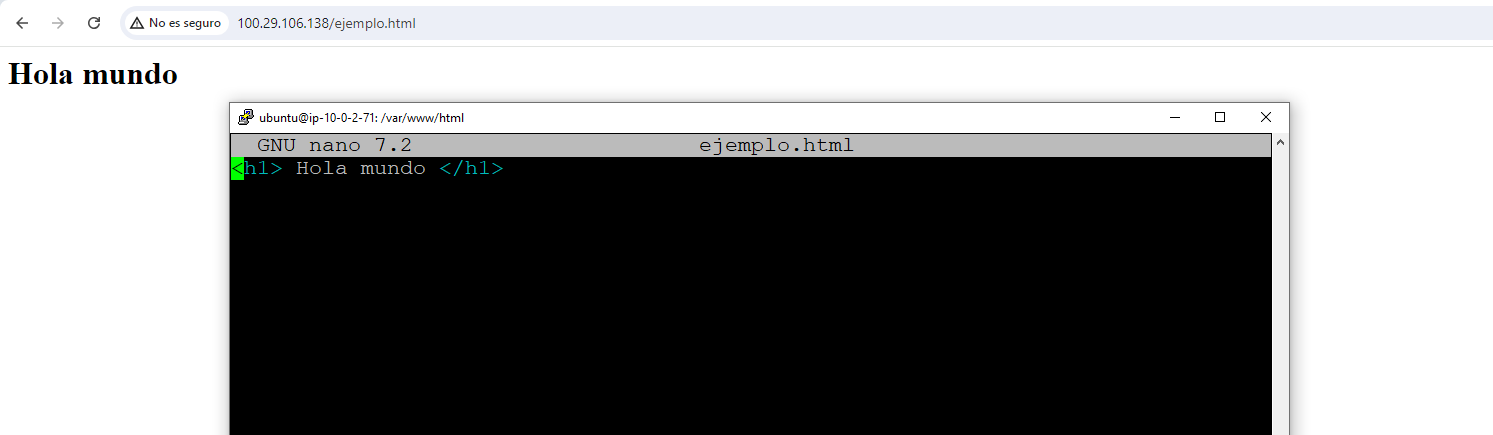 No es seguro 100.29.106.138/ejemplo.html
Hola mundo
ubuntu@ip-10-0-2-71: /var/www/html
GNU nano 7.2 ejemplo.html
<h1> Hola mundo </h1>